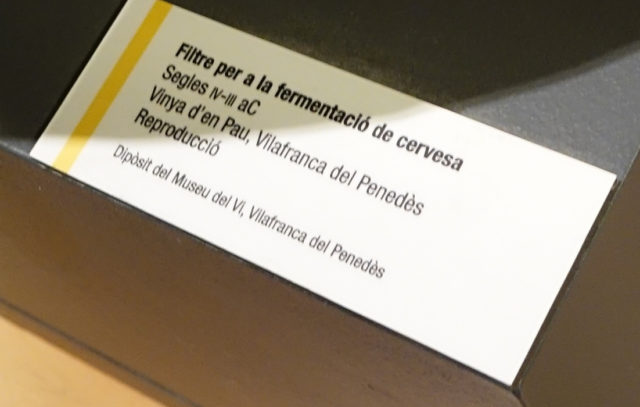 Filtre per a la fermentació de cervesa
Segles IV-III aC
Vinya d'en Pau, Vilafranca del Penedès
Reproducció
Dipòsit del Museu del Vi, Vilafranca del Penedès